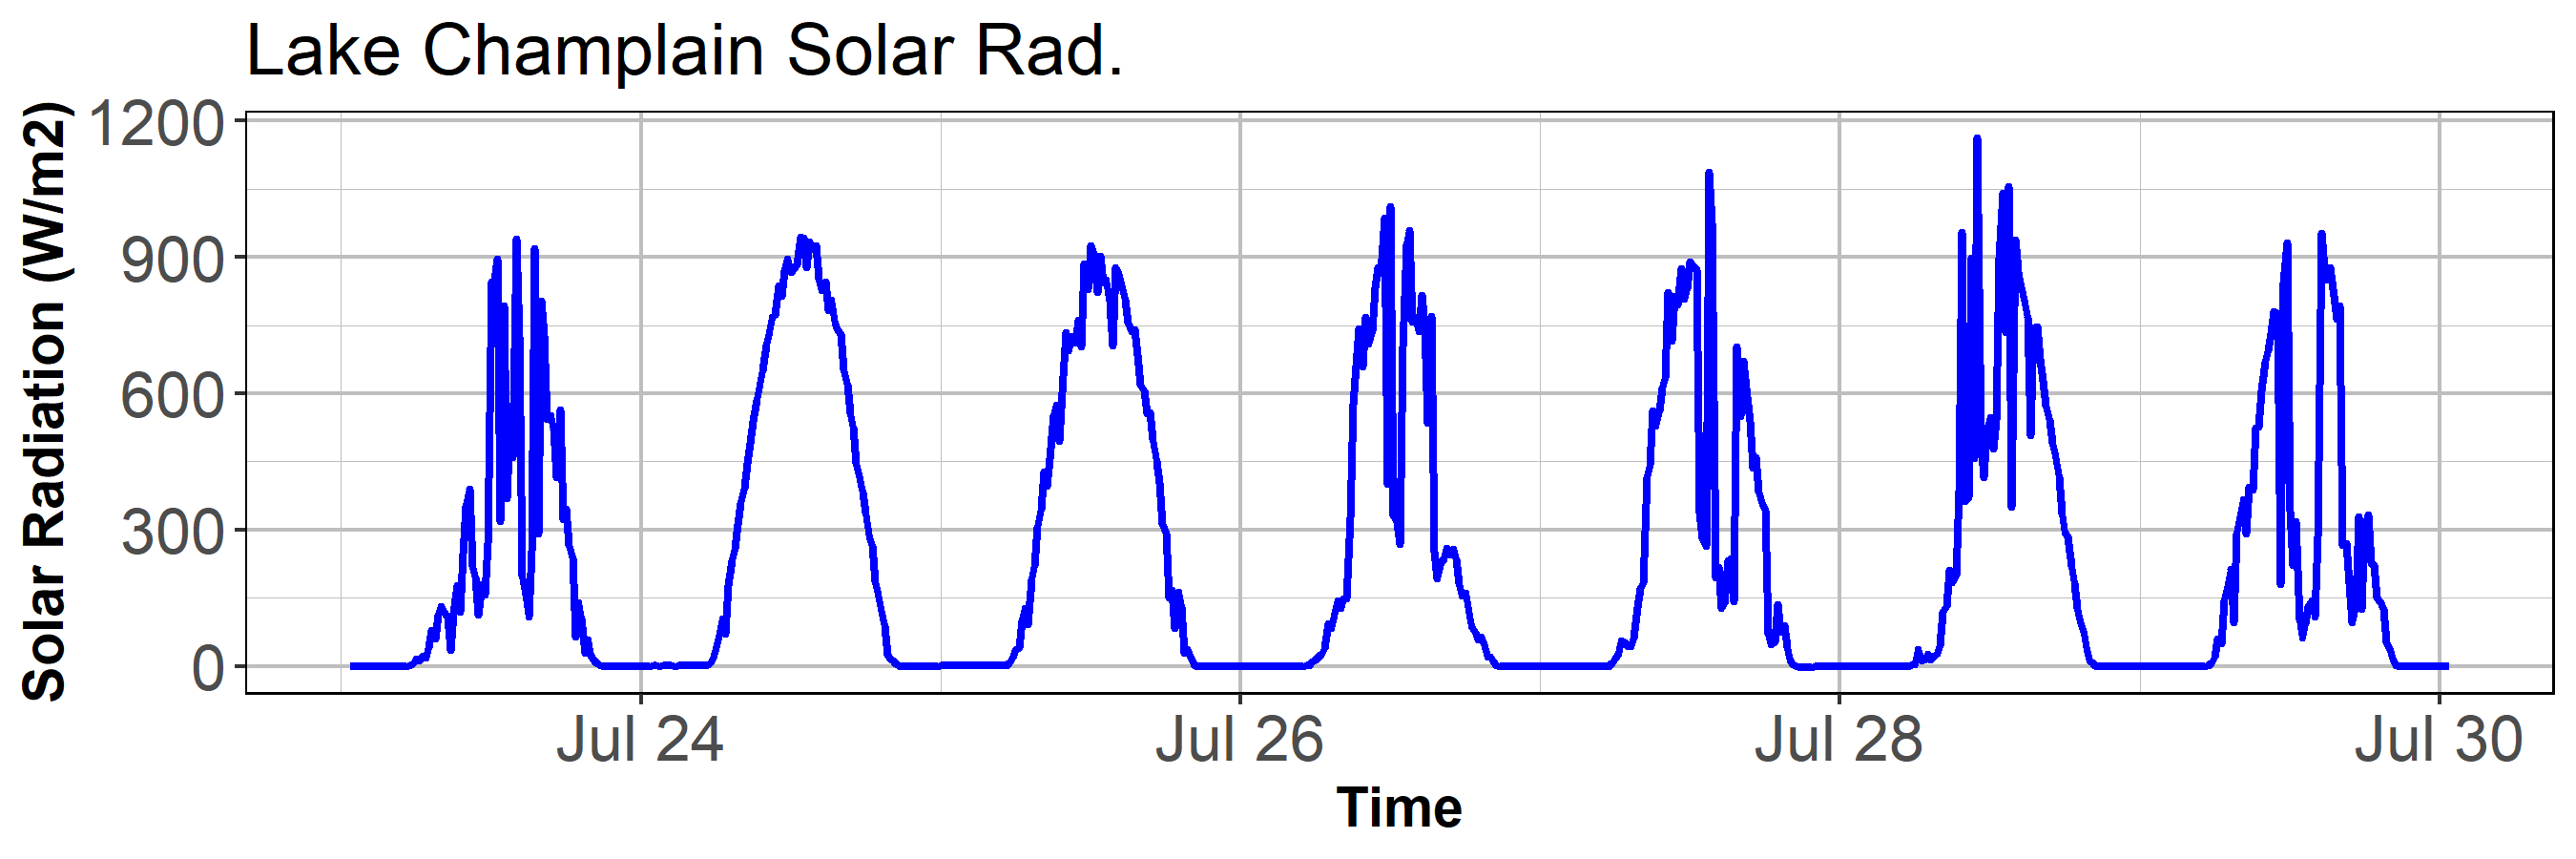 Lake Champlain Solar Rad.
Solar Radiation (W/m2)
1200
900
600
300
0
Jul 24 Jul 26 Jul 28 Jul 30
Time